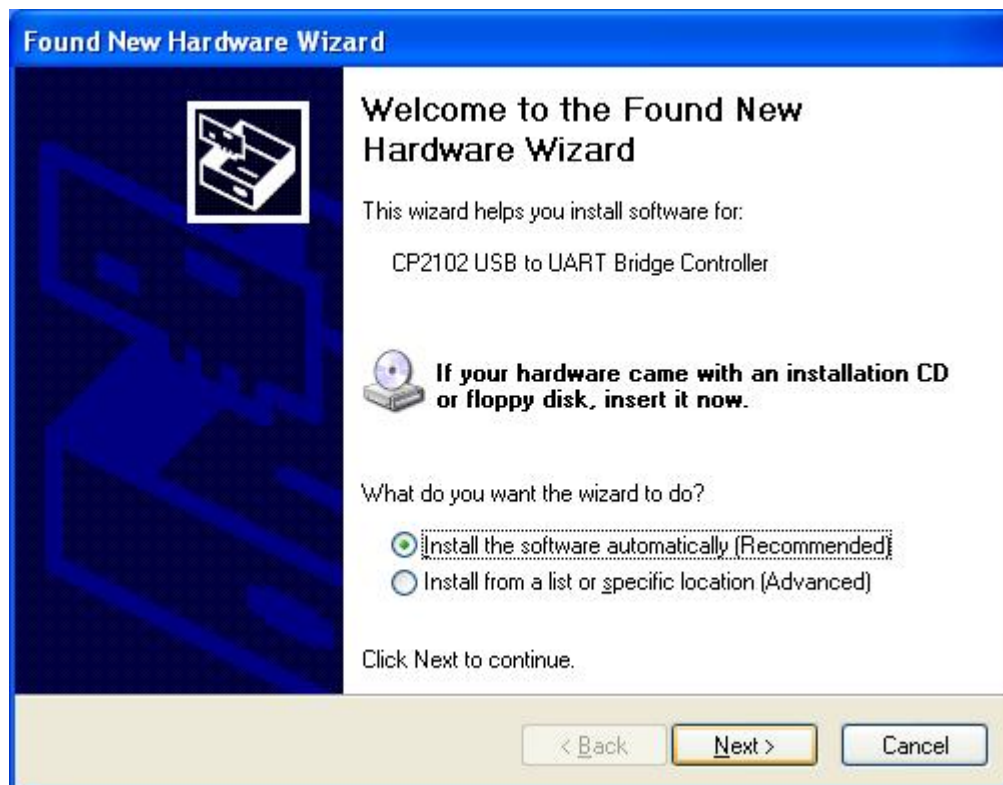 Found New Hardware Wizard
Welcome to the Found New
Hardware Wizard
This wizard helps you install software for:
CP2102 USB to UART Bridge Controller
If your hardware came with an installation CD
or floppy disk, insert it now.
What do you want the wizard to do?
Install the software automatically (Recommended)
Install from a list or specific location (Advanced)
Click Next to continue.
< Back Next > Cancel